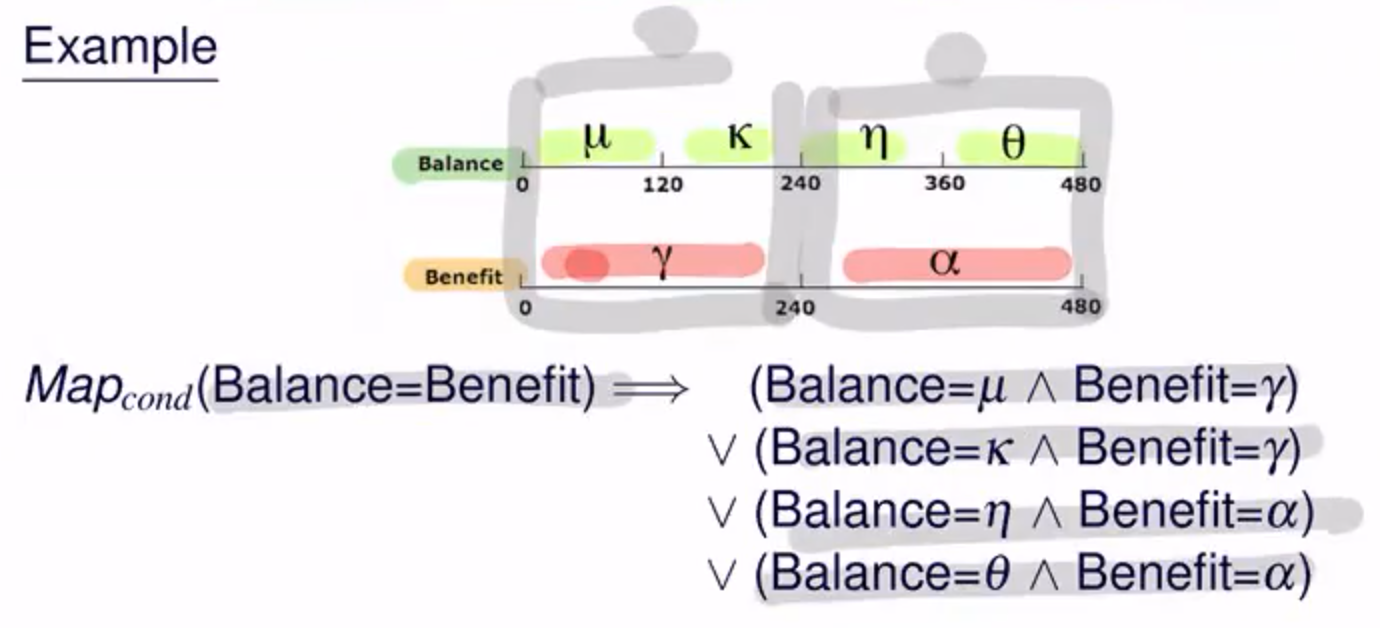 Example
μ κ η θ
Balance
0 120 240 360 480
γ α
Benefit
0 240 480
Map_cond(Balance=Benefit) ⟹ (Balance=μ ∧ Benefit=γ)
∨ (Balance=κ ∧ Benefit=γ)
∨ (Balance=η ∧ Benefit=α)
∨ (Balance=θ ∧ Benefit=α)